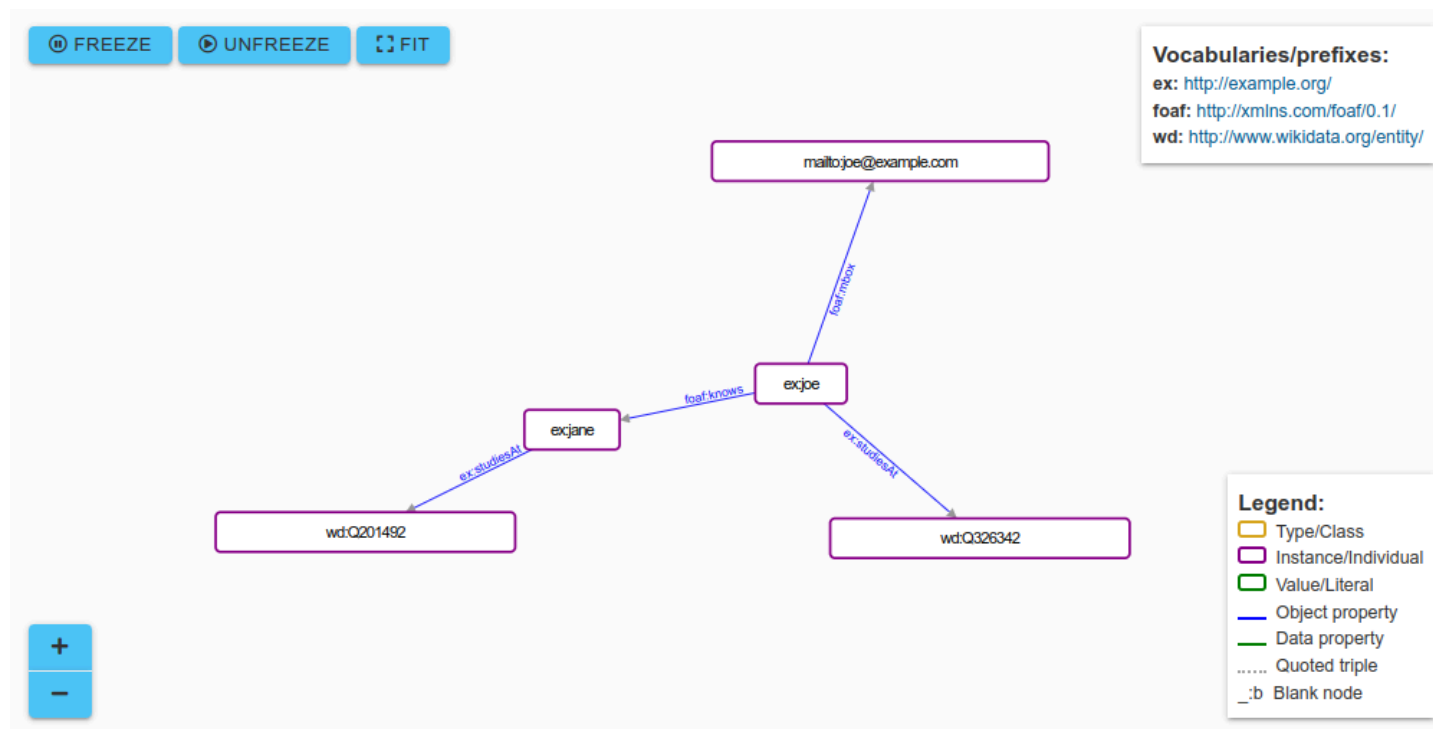 FREEZE
UNFREEZE
FIT
Vocabularies/prefixes:
ex: http://example.org/
foaf: http://xmlns.com/foaf/0.1/
wd: http://www.wikidata.org/entity/
mailto:joe@example.com
foaf:mbox
ex:joe
foaf:knows
ex:jane
ex:studiesAt
ex:studiesAt
wd:Q201492
wd:Q326342
Legend:
Type/Class
Instance/Individual
Value/Literal
Object property
Data property
Quoted triple
_:b Blank node
+
−